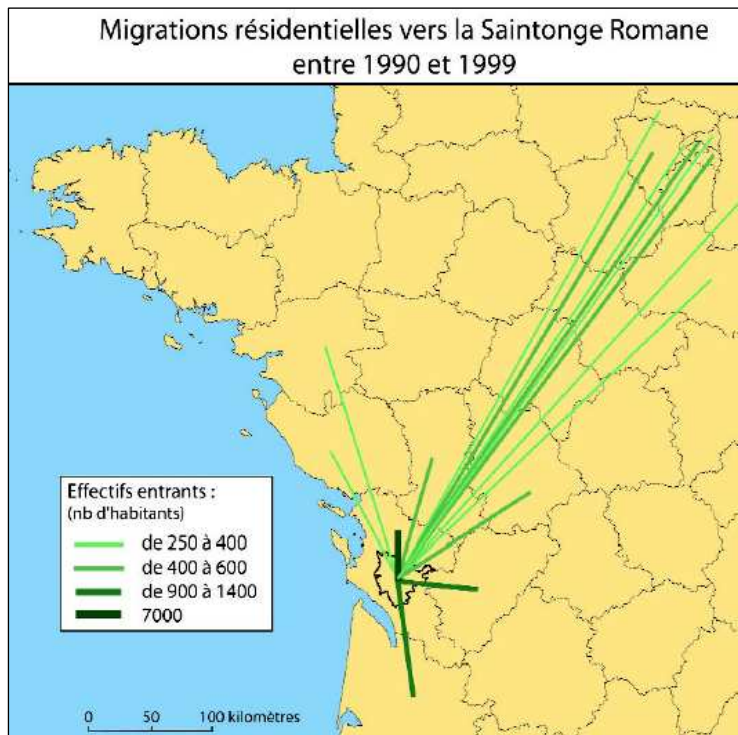 Migrations résidentielles vers la Saintonge Romane
entre 1990 et 1999
Effectifs entrants :
(nb d'habitants)
de 250 à 400
de 400 à 600
de 900 à 1400
7000
0 50 100 kilomètres